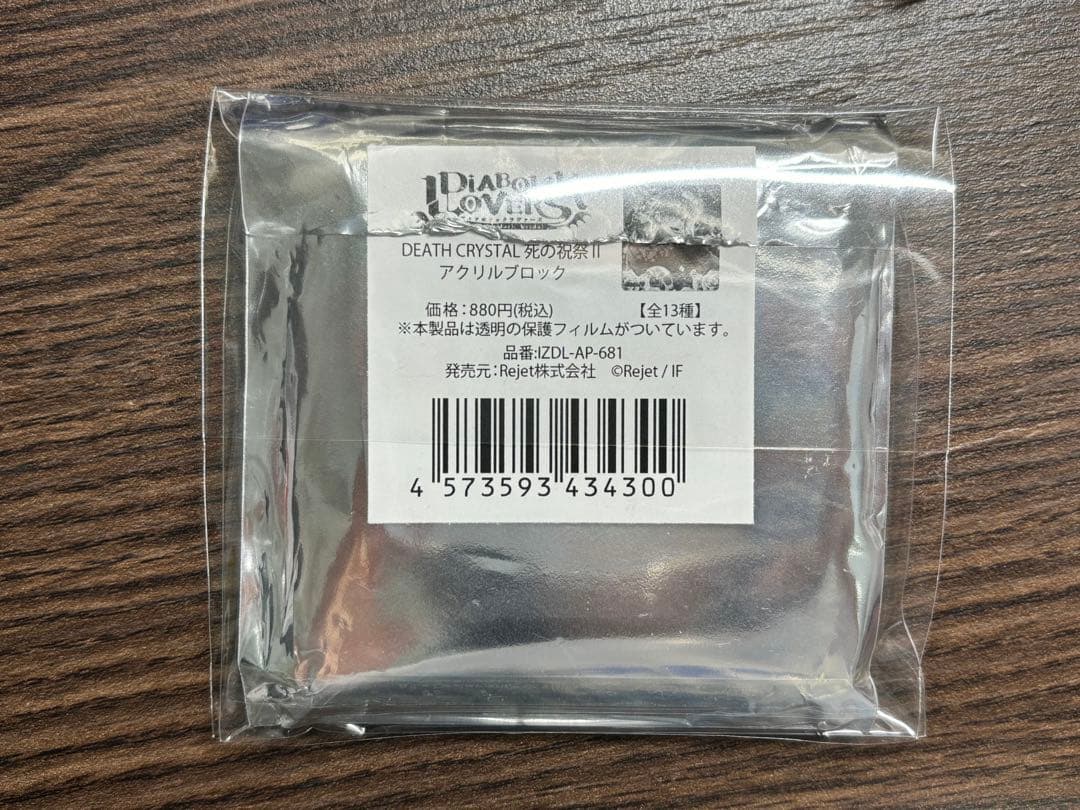 DIABOLIK
LOVERS
DEATH CRYSTAL 死の祝祭II
アクリルブロック
価格：880円(税込) 【全13種】
※本製品は透明の保護フィルムがついています。
品番:IZDL-AP-681
発売元：Rejet株式会社 ©Rejet / IF
4 573593 434300